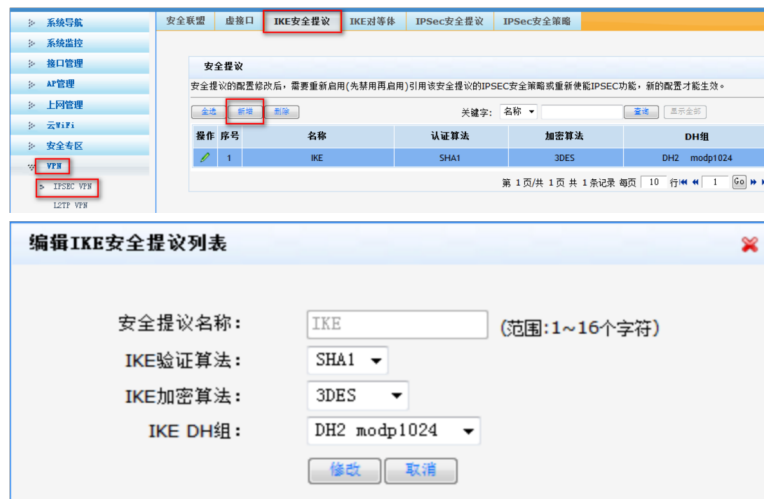 系统导航
系统监控
接口管理
AP管理
上网管理
云WiFi
安全专区
VPN
IPSEC VPN
L2TP VPN
安全联盟 虚接口 IKE安全提议 IKE对等体 IPSec安全提议 IPSec安全策略
安全提议
安全提议的配置修改后，需要重新启用(先禁用再启用)引用该安全提议的IPSEC安全策略或重新使能IPSEC功能，新的配置才能生效。
全选 新增 删除 关键字： 名称 查询 显示全部
操作 序号 名称 认证算法 加密算法 DH组
1 IKE SHA1 3DES DH2 modp1024
第 1 页/共 1 页 共 1 条记录 每页 10 行 1 Go
编辑IKE安全提议列表
安全提议名称： IKE (范围:1~16个字符)
IKE验证算法： SHA1
IKE加密算法： 3DES
IKE DH组： DH2 modp1024
修改 取消